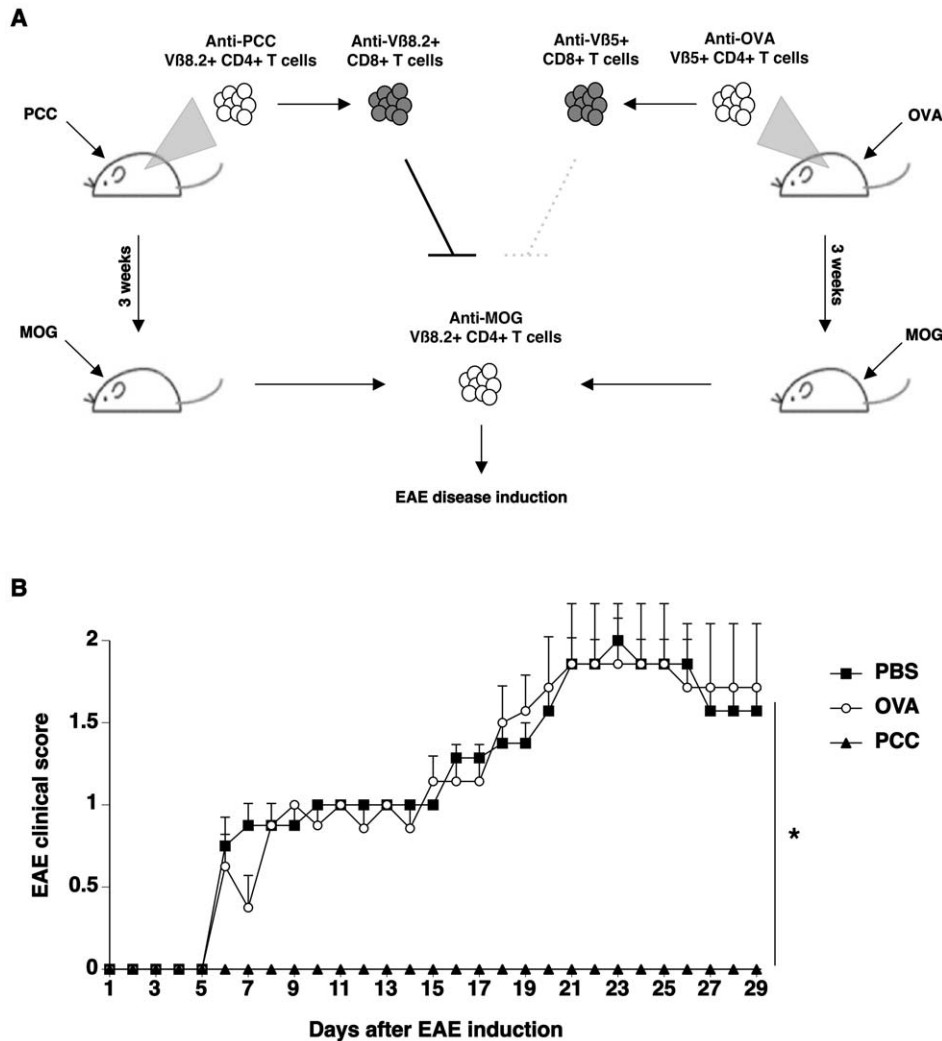 A
Anti-PCC
Vß8.2+ CD4+ T cells
Anti-Vß8.2+
CD8+ T cells
Anti-Vß5+
CD8+ T cells
Anti-OVA
Vß5+ CD4+ T cells
PCC
OVA
3 weeks
3 weeks
MOG
Anti-MOG
Vß8.2+ CD4+ T cells
MOG
EAE disease induction
B
2
1.5
1
0.5
0
EAE clinical score
1 3 5 7 9 11 13 15 17 19 21 23 25 27 29
Days after EAE induction
PBS
OVA
PCC
*